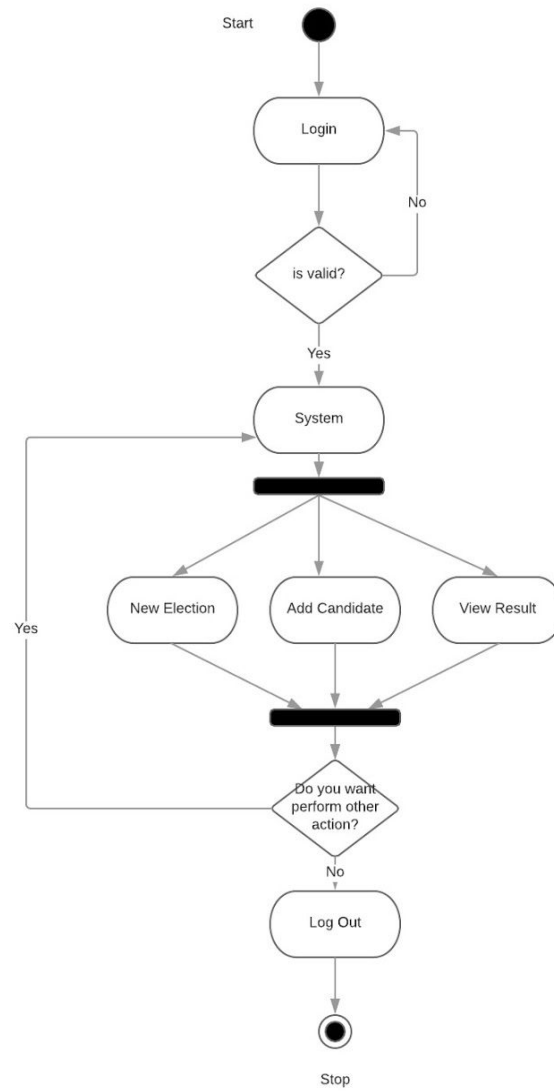 Start
Login
No
is valid?
Yes
System
New Election
Add Candidate
View Result
Yes
Do you want
perform other
action?
No
Log Out
Stop